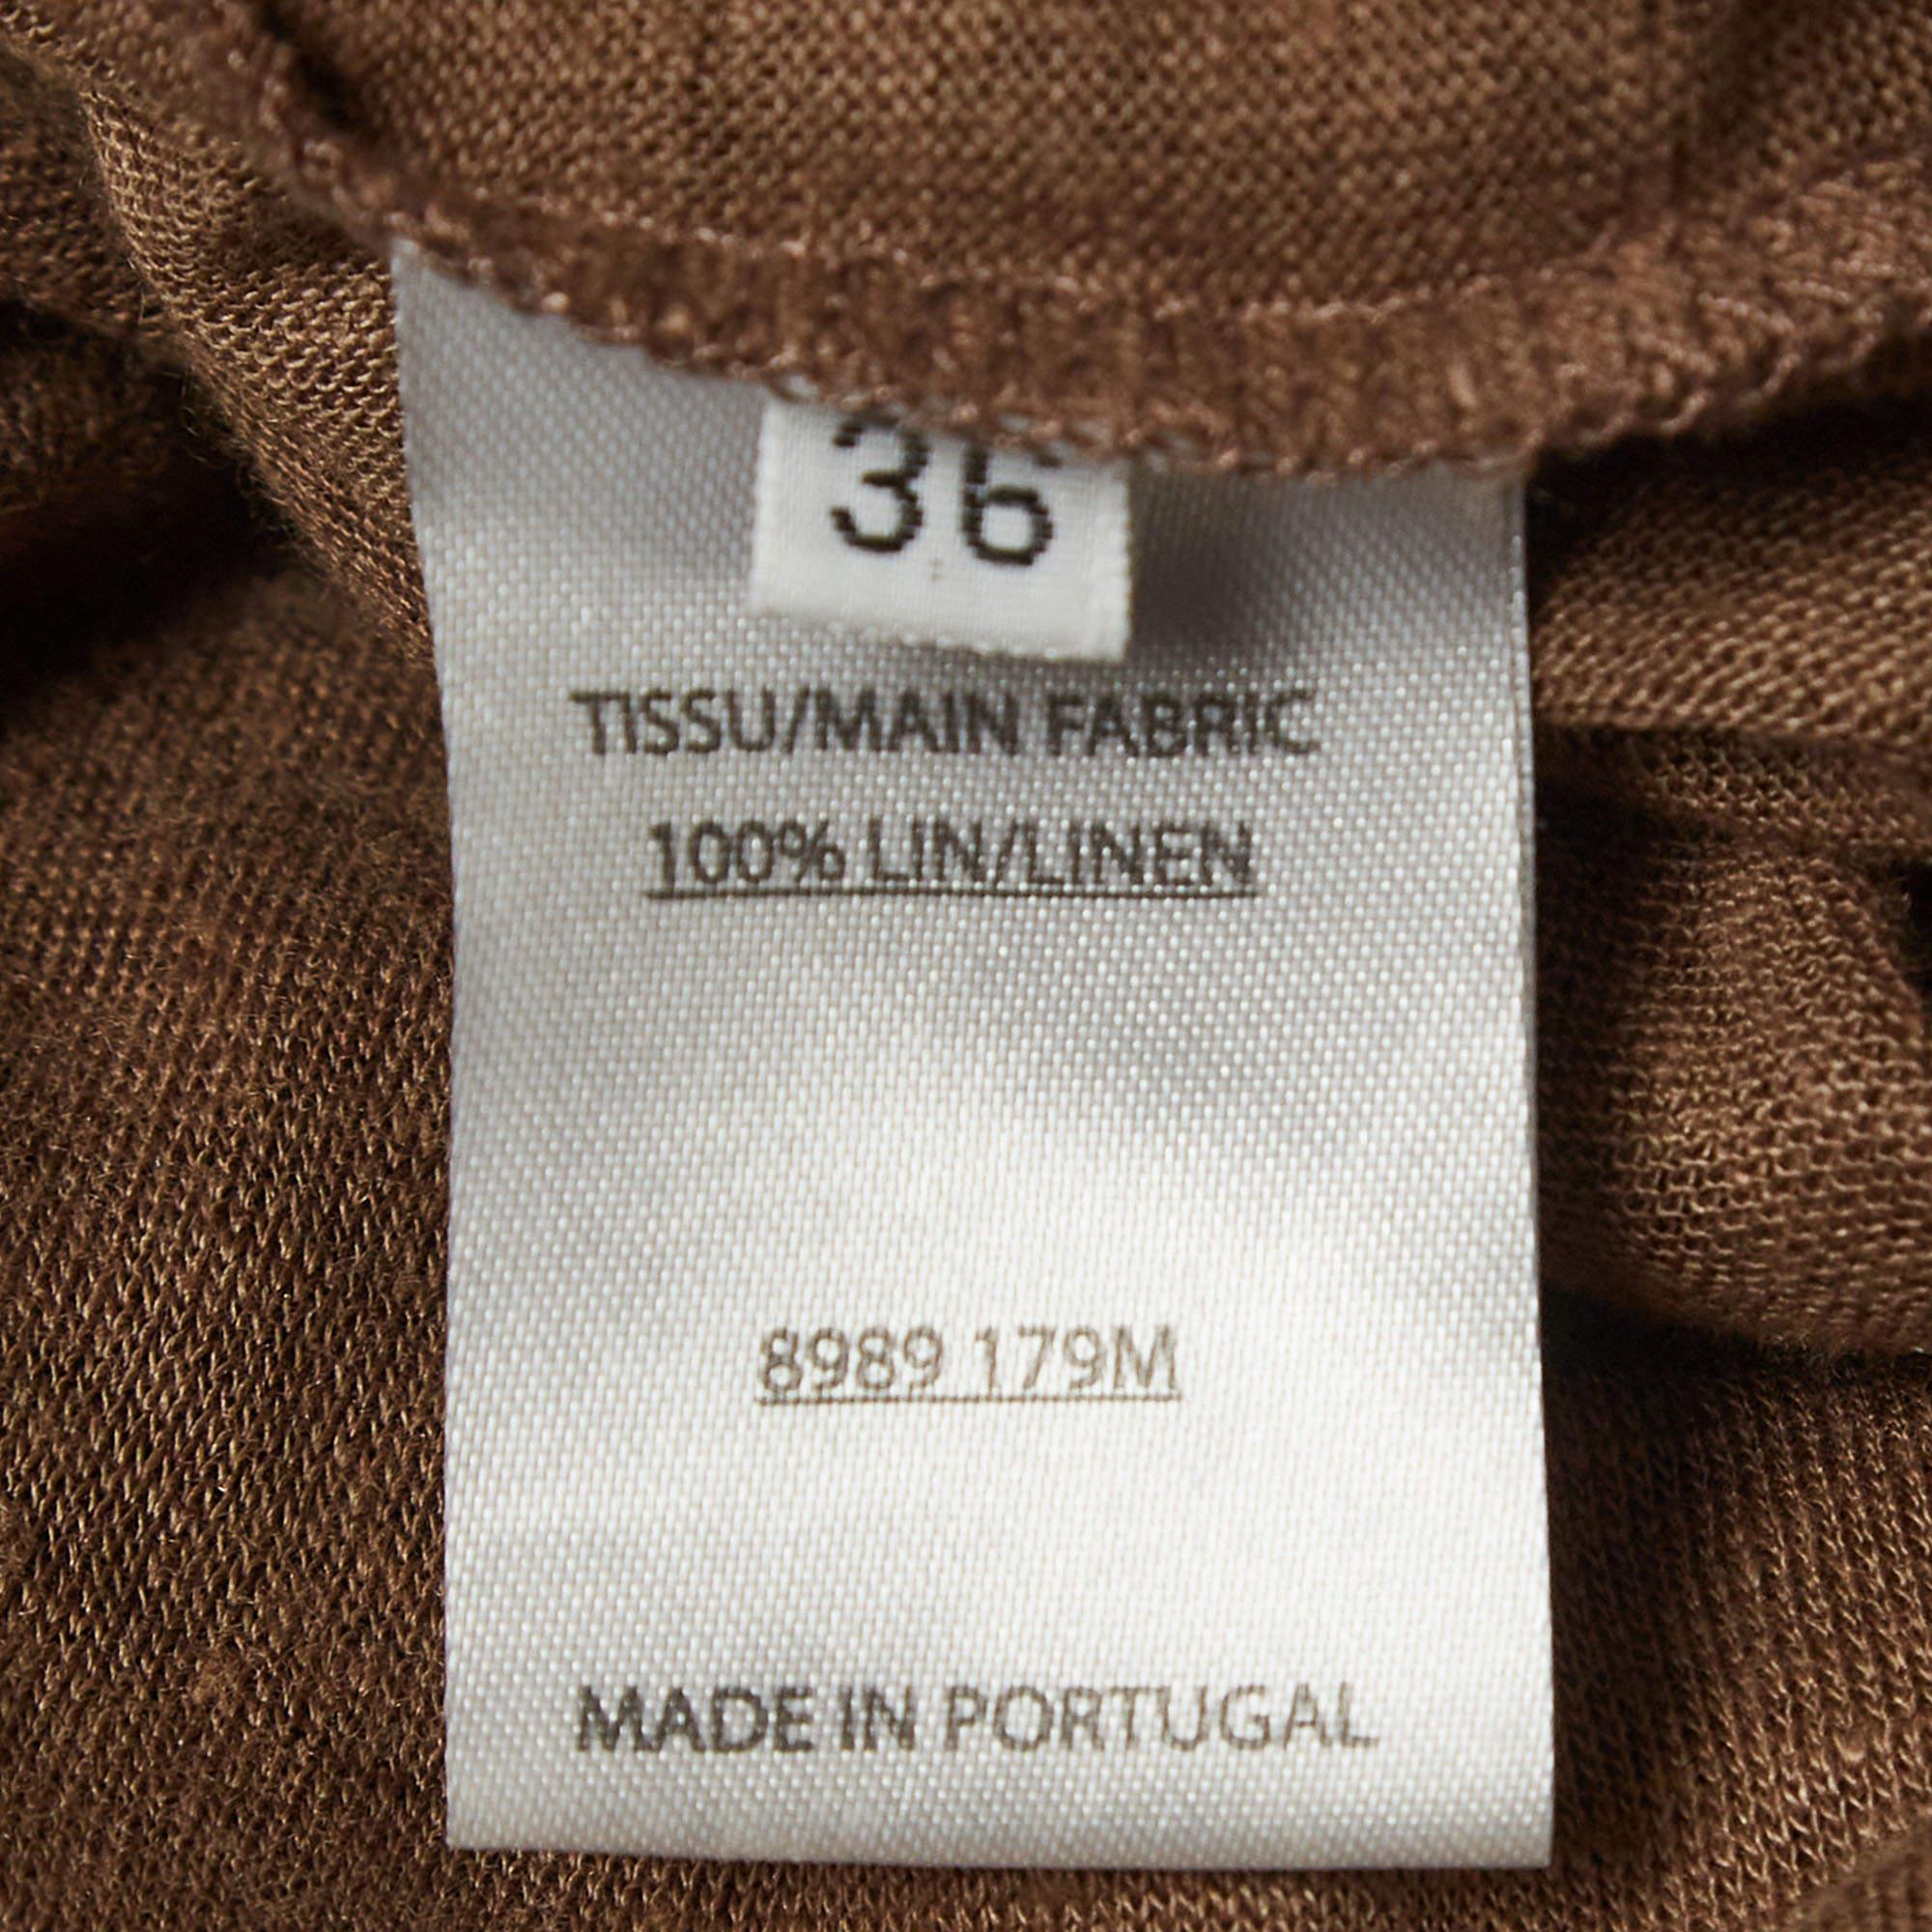 36
TISSU/MAIN FABRIC
100% LIN/LINEN
8989 179M
MADE IN PORTUGAL